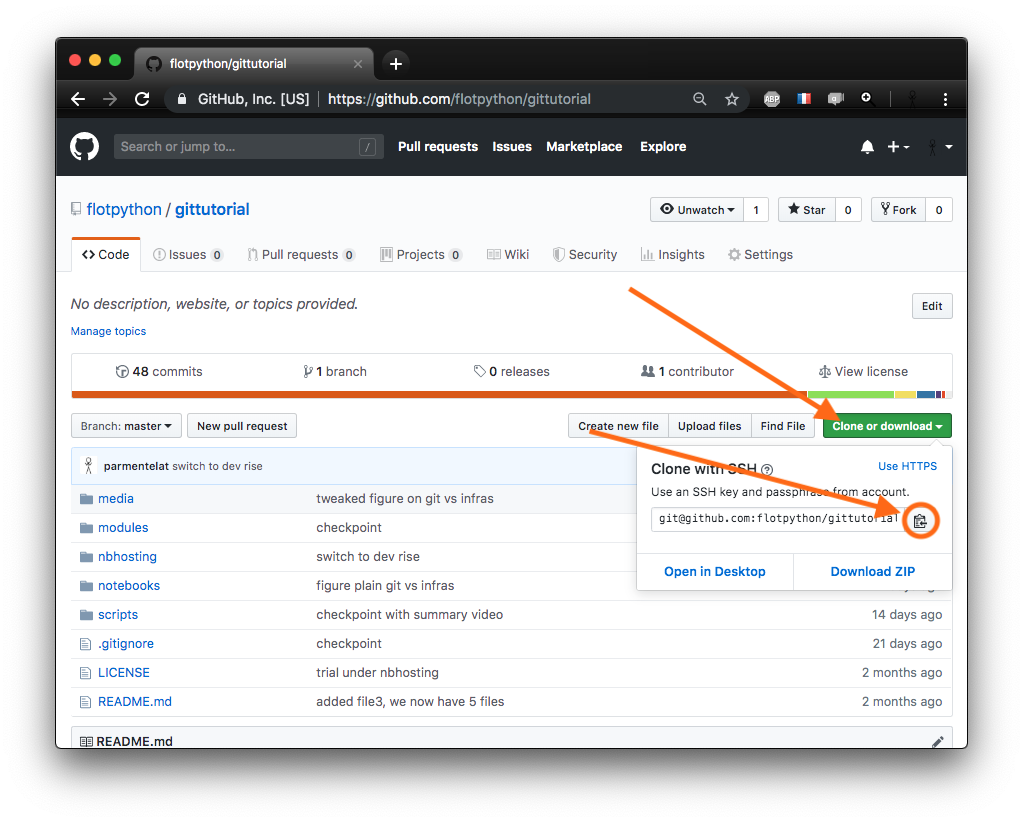 flotpython/gittutorial
GitHub, Inc. [US] https://github.com/flotpython/gittutorial ABP
Search or jump to... / Pull requests Issues Marketplace Explore
flotpython / gittutorial Unwatch 1 Star 0 Fork 0
Code Issues 0 Pull requests 0 Projects 0 Wiki Security Insights Settings
No description, website, or topics provided. Edit
Manage topics
48 commits 1 branch 0 releases 1 contributor View license
Branch: master New pull request Create new file Upload files Find File Clone or download
parmentelat switch to dev rise
Clone with SSH ? Use HTTPS
Use an SSH key and passphrase from account.
git@github.com:flotpython/gittutorial
Open in Desktop Download ZIP
media tweaked figure on git vs infras
modules checkpoint
nbhosting switch to dev rise
notebooks figure plain git vs infras
scripts checkpoint with summary video 14 days ago
.gitignore checkpoint 21 days ago
LICENSE trial under nbhosting 2 months ago
README.md added file3, we now have 5 files 2 months ago
README.md